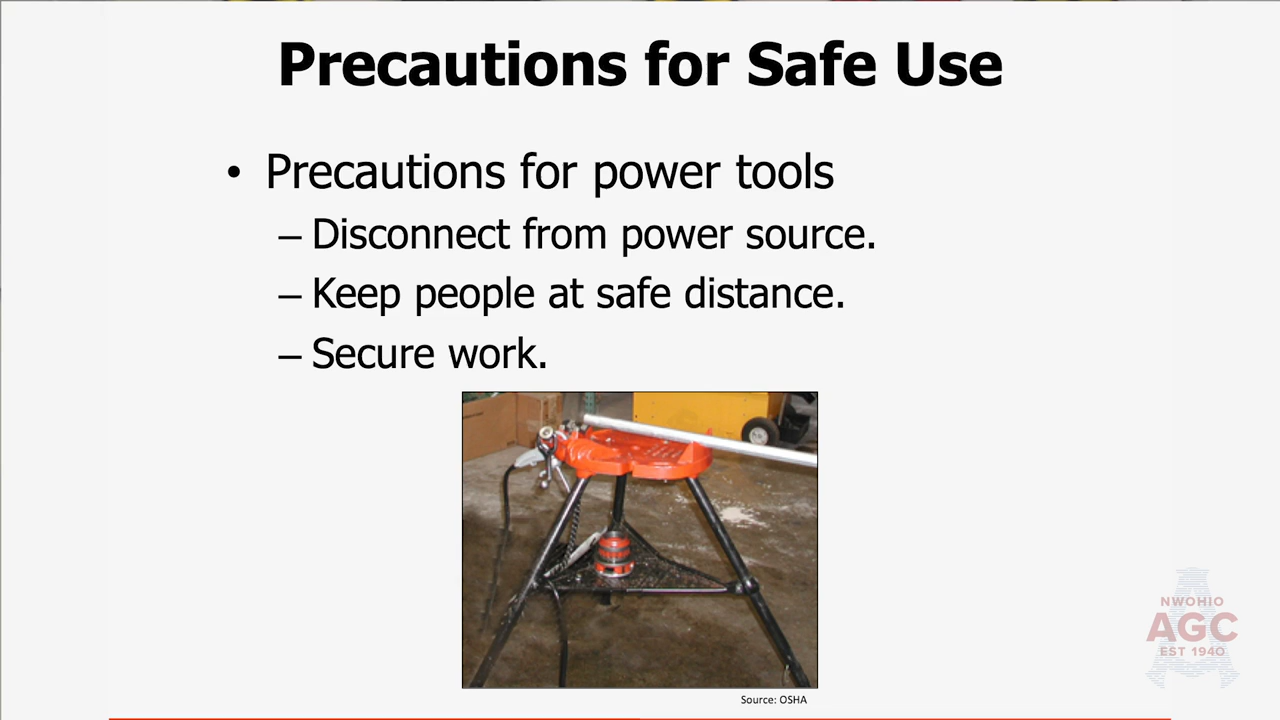 Precautions for Safe Use
• Precautions for power tools
– Disconnect from power source.
– Keep people at safe distance.
– Secure work.
NWOHIO
AGC
EST 1940
Source: OSHA